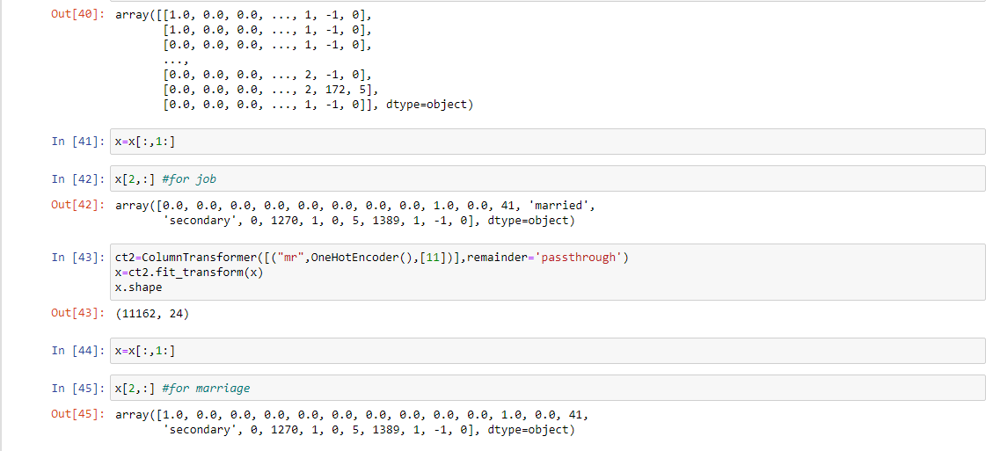 Out[40]: array([[1.0, 0.0, 0.0, ..., 1, -1, 0],
[1.0, 0.0, 0.0, ..., 1, -1, 0],
[0.0, 0.0, 0.0, ..., 1, -1, 0],
...,
[0.0, 0.0, 0.0, ..., 2, -1, 0],
[0.0, 0.0, 0.0, ..., 2, 172, 5],
[0.0, 0.0, 0.0, ..., 1, -1, 0]], dtype=object)
In [41]: x=x[:,1:]
In [42]: x[2,:] #for job
Out[42]: array([0.0, 0.0, 0.0, 0.0, 0.0, 0.0, 0.0, 0.0, 1.0, 0.0, 41, 'married',
'secondary', 0, 1270, 1, 0, 5, 1389, 1, -1, 0], dtype=object)
In [43]: ct2=ColumnTransformer([("mr",OneHotEncoder(),[11])],remainder='passthrough')
x=ct2.fit_transform(x)
x.shape
Out[43]: (11162, 24)
In [44]: x=x[:,1:]
In [45]: x[2,:] #for marriage
Out[45]: array([1.0, 0.0, 0.0, 0.0, 0.0, 0.0, 0.0, 0.0, 0.0, 0.0, 1.0, 0.0, 41,
'secondary', 0, 1270, 1, 0, 5, 1389, 1, -1, 0], dtype=object)